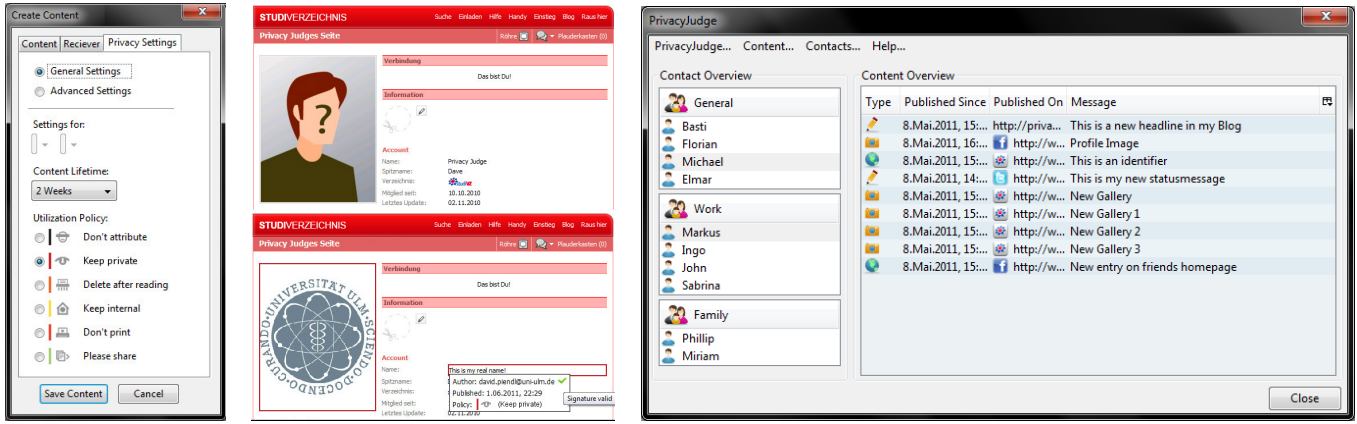 Create Content
Content Reciever Privacy Settings
General Settings
Advanced Settings
Settings for:
Content Lifetime:
2 Weeks
Utilization Policy:
Don't attribute
Keep private
Delete after reading
Keep internal
Don't print
Please share
Save Content Cancel
STUDIVERZEICHNIS Suche Einladen Hilfe Handy Einstieg Blog Raus hier
Privacy Judges Seite Röhre Plauderkasten (0)
Verbindung
Das bist Du!
Information
Account
Name: Privacy Judge
Spitzname: Dave
Verzeichnis: studiVZ
Mitglied seit: 10.10.2010
Letztes Update: 02.11.2010
STUDIVERZEICHNIS Suche Einladen Hilfe Handy Einstieg Blog Raus hier
Privacy Judges Seite Röhre Plauderkasten (0)
UNIVERSITÄT ULM · SCIENDO · DOCENDO · CURANDO
Verbindung
Das bist Du!
Information
Account
Name: This is my real name!
Spitzname: Author: david.piendl@uni-ulm.de
Verzeichnis: Published: 1.06.2011, 22:29
Signature valid
Mitglied seit: Policy: (Keep private)
Letztes Update: 02.11.2010
PrivacyJudge
PrivacyJudge... Content... Contacts... Help...
Contact Overview
General
Basti
Florian
Michael
Elmar
Work
Markus
Ingo
John
Sabrina
Family
Phillip
Miriam
Content Overview
Type Published Since Published On Message
8.Mai.2011, 15:... http://priva... This is a new headline in my Blog
8.Mai.2011, 16:... http://w... Profile Image
8.Mai.2011, 15:... http://w... This is an identifier
8.Mai.2011, 14:... http://w... This is my new statusmessage
8.Mai.2011, 15:... http://w... New Gallery
8.Mai.2011, 15:... http://w... New Gallery 1
8.Mai.2011, 15:... http://w... New Gallery 2
8.Mai.2011, 15:... http://w... New Gallery 3
8.Mai.2011, 15:... http://w... New entry on friends homepage
Close